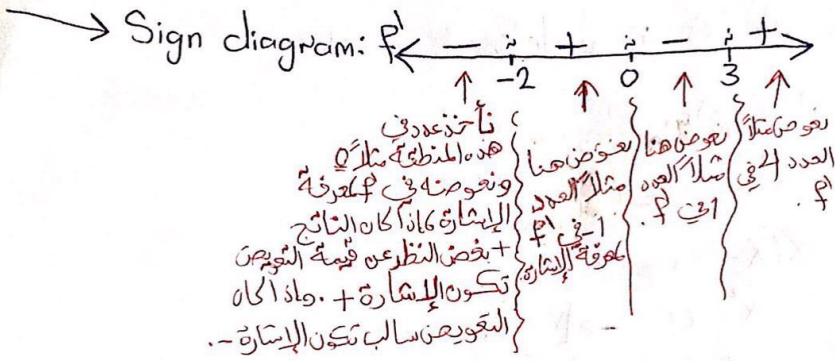 Sign diagram: f'
− + − +
-2 0 3
نأخذ عدد في
هذه المنطقة مثلاً
ونعوضه في f' لمعرفة
الإشارة فإذا كان الناتج
+ بغض النظر عن قيمة التعويض
تكون الإشارة + . وإذا كان
التعويض سالب تكون الإشارة - .
نعوض هنا
مثلاً العدد
-1 في f'
لمعرفة الإشارة
نعوض هنا
مثلاً العدد
1 في f' .
نعوض مثلاً
العدد 4 في
f' .